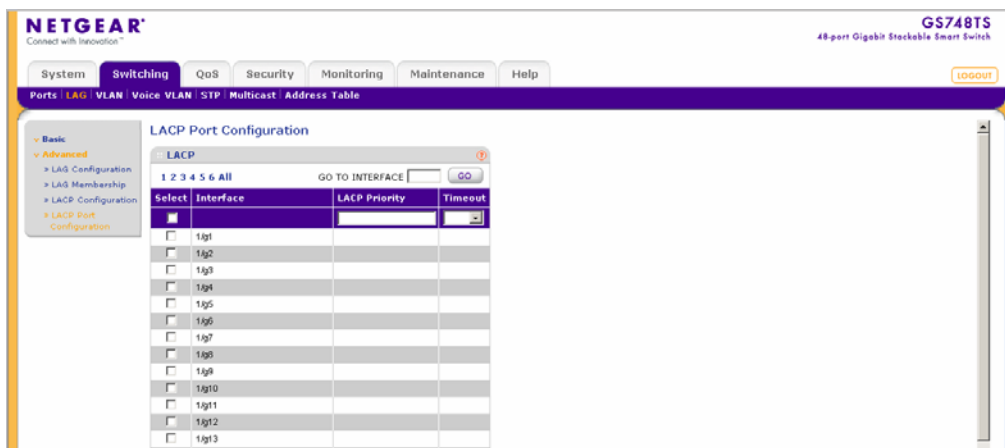 NETGEAR
Connect with Innovation™
GS748TS
48-port Gigabit Stackable Smart Switch
System Switching QoS Security Monitoring Maintenance Help
LOGOUT
Ports LAG VLAN Voice VLAN STP Multicast Address Table
Basic
Advanced
» LAG Configuration
» LAG Membership
» LACP Configuration
» LACP Port
Configuration
LACP Port Configuration
LACP
1 2 3 4 5 6 All GO TO INTERFACE GO
Select Interface LACP Priority Timeout
1/g1
1/g2
1/g3
1/g4
1/g5
1/g6
1/g7
1/g8
1/g9
1/g10
1/g11
1/g12
1/g13